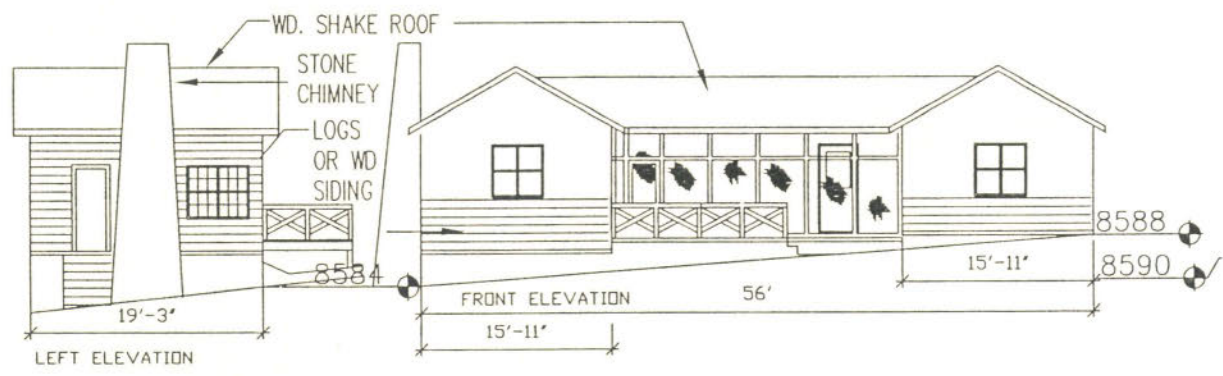 WD. SHAKE ROOF
STONE
CHIMNEY
LOGS
OR WD
SIDING
8584
8588
8590
15'-11"
56'
FRONT ELEVATION
19'-3"
15'-11"
LEFT ELEVATION